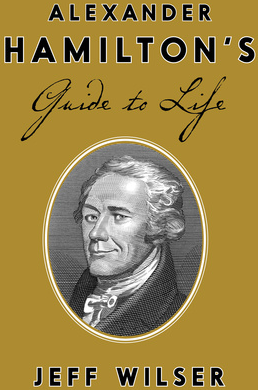 ALEXANDER
HAMILTON'S
Guide to Life
JEFF WILSER